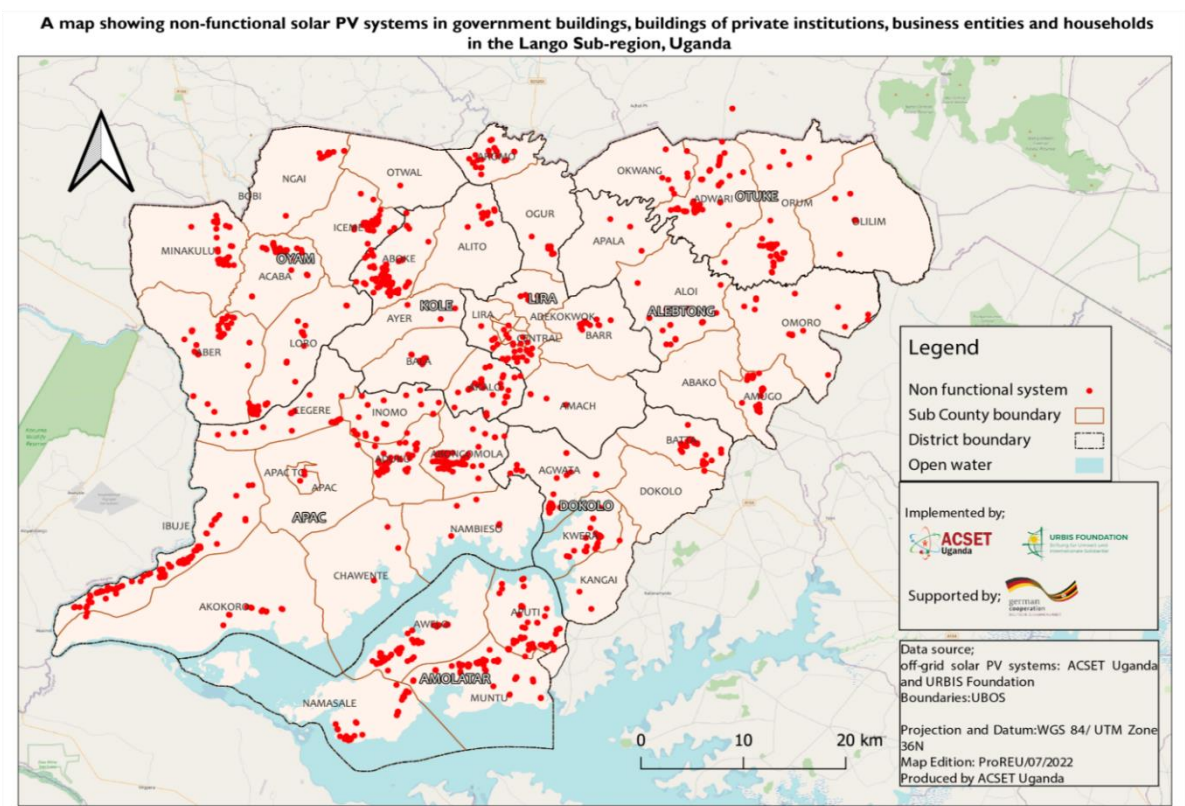 A map showing non-functional solar PV systems in government buildings, buildings of private institutions, business entities and households
in the Lango Sub-region, Uganda
OKWANG
OTWAL
NGAI
BOBI
ADWARI
OTUKE
ORUM
OGUR
ICEME
ALITO
APALA
MINAKULU
OYAM
ABOKE
ACABA
ALOI
KOLE
LIRA
ALEBTONG
AYER
LIRA
ADEKOKWOK
OMORO
CENTRAL
BARR
ABER
LORO
BALA
ABAKO
AMUGO
INOMO
AMACH
APAC TC
APAC
AGWATA
DOKOLO
APAC
DOKOLO
IBUJE
NAMBIESO
KWERA
CHAWENTE
KANGAI
AKOKORO
APUTI
AWELO
AMOLATAR
NAMASALE
MUNTU
0 10 20 km
Legend
Non functional system
Sub County boundary
District boundary
Open water
Implemented by;
ACSET
Uganda
URBIS FOUNDATION
Supported by;
german
cooperation
Data source;
off-grid solar PV systems: ACSET Uganda
and URBIS Foundation
Boundaries:UBOS
Projection and Datum:WGS 84/ UTM Zone
36N
Map Edition: ProREU/07/2022
Produced by ACSET Uganda